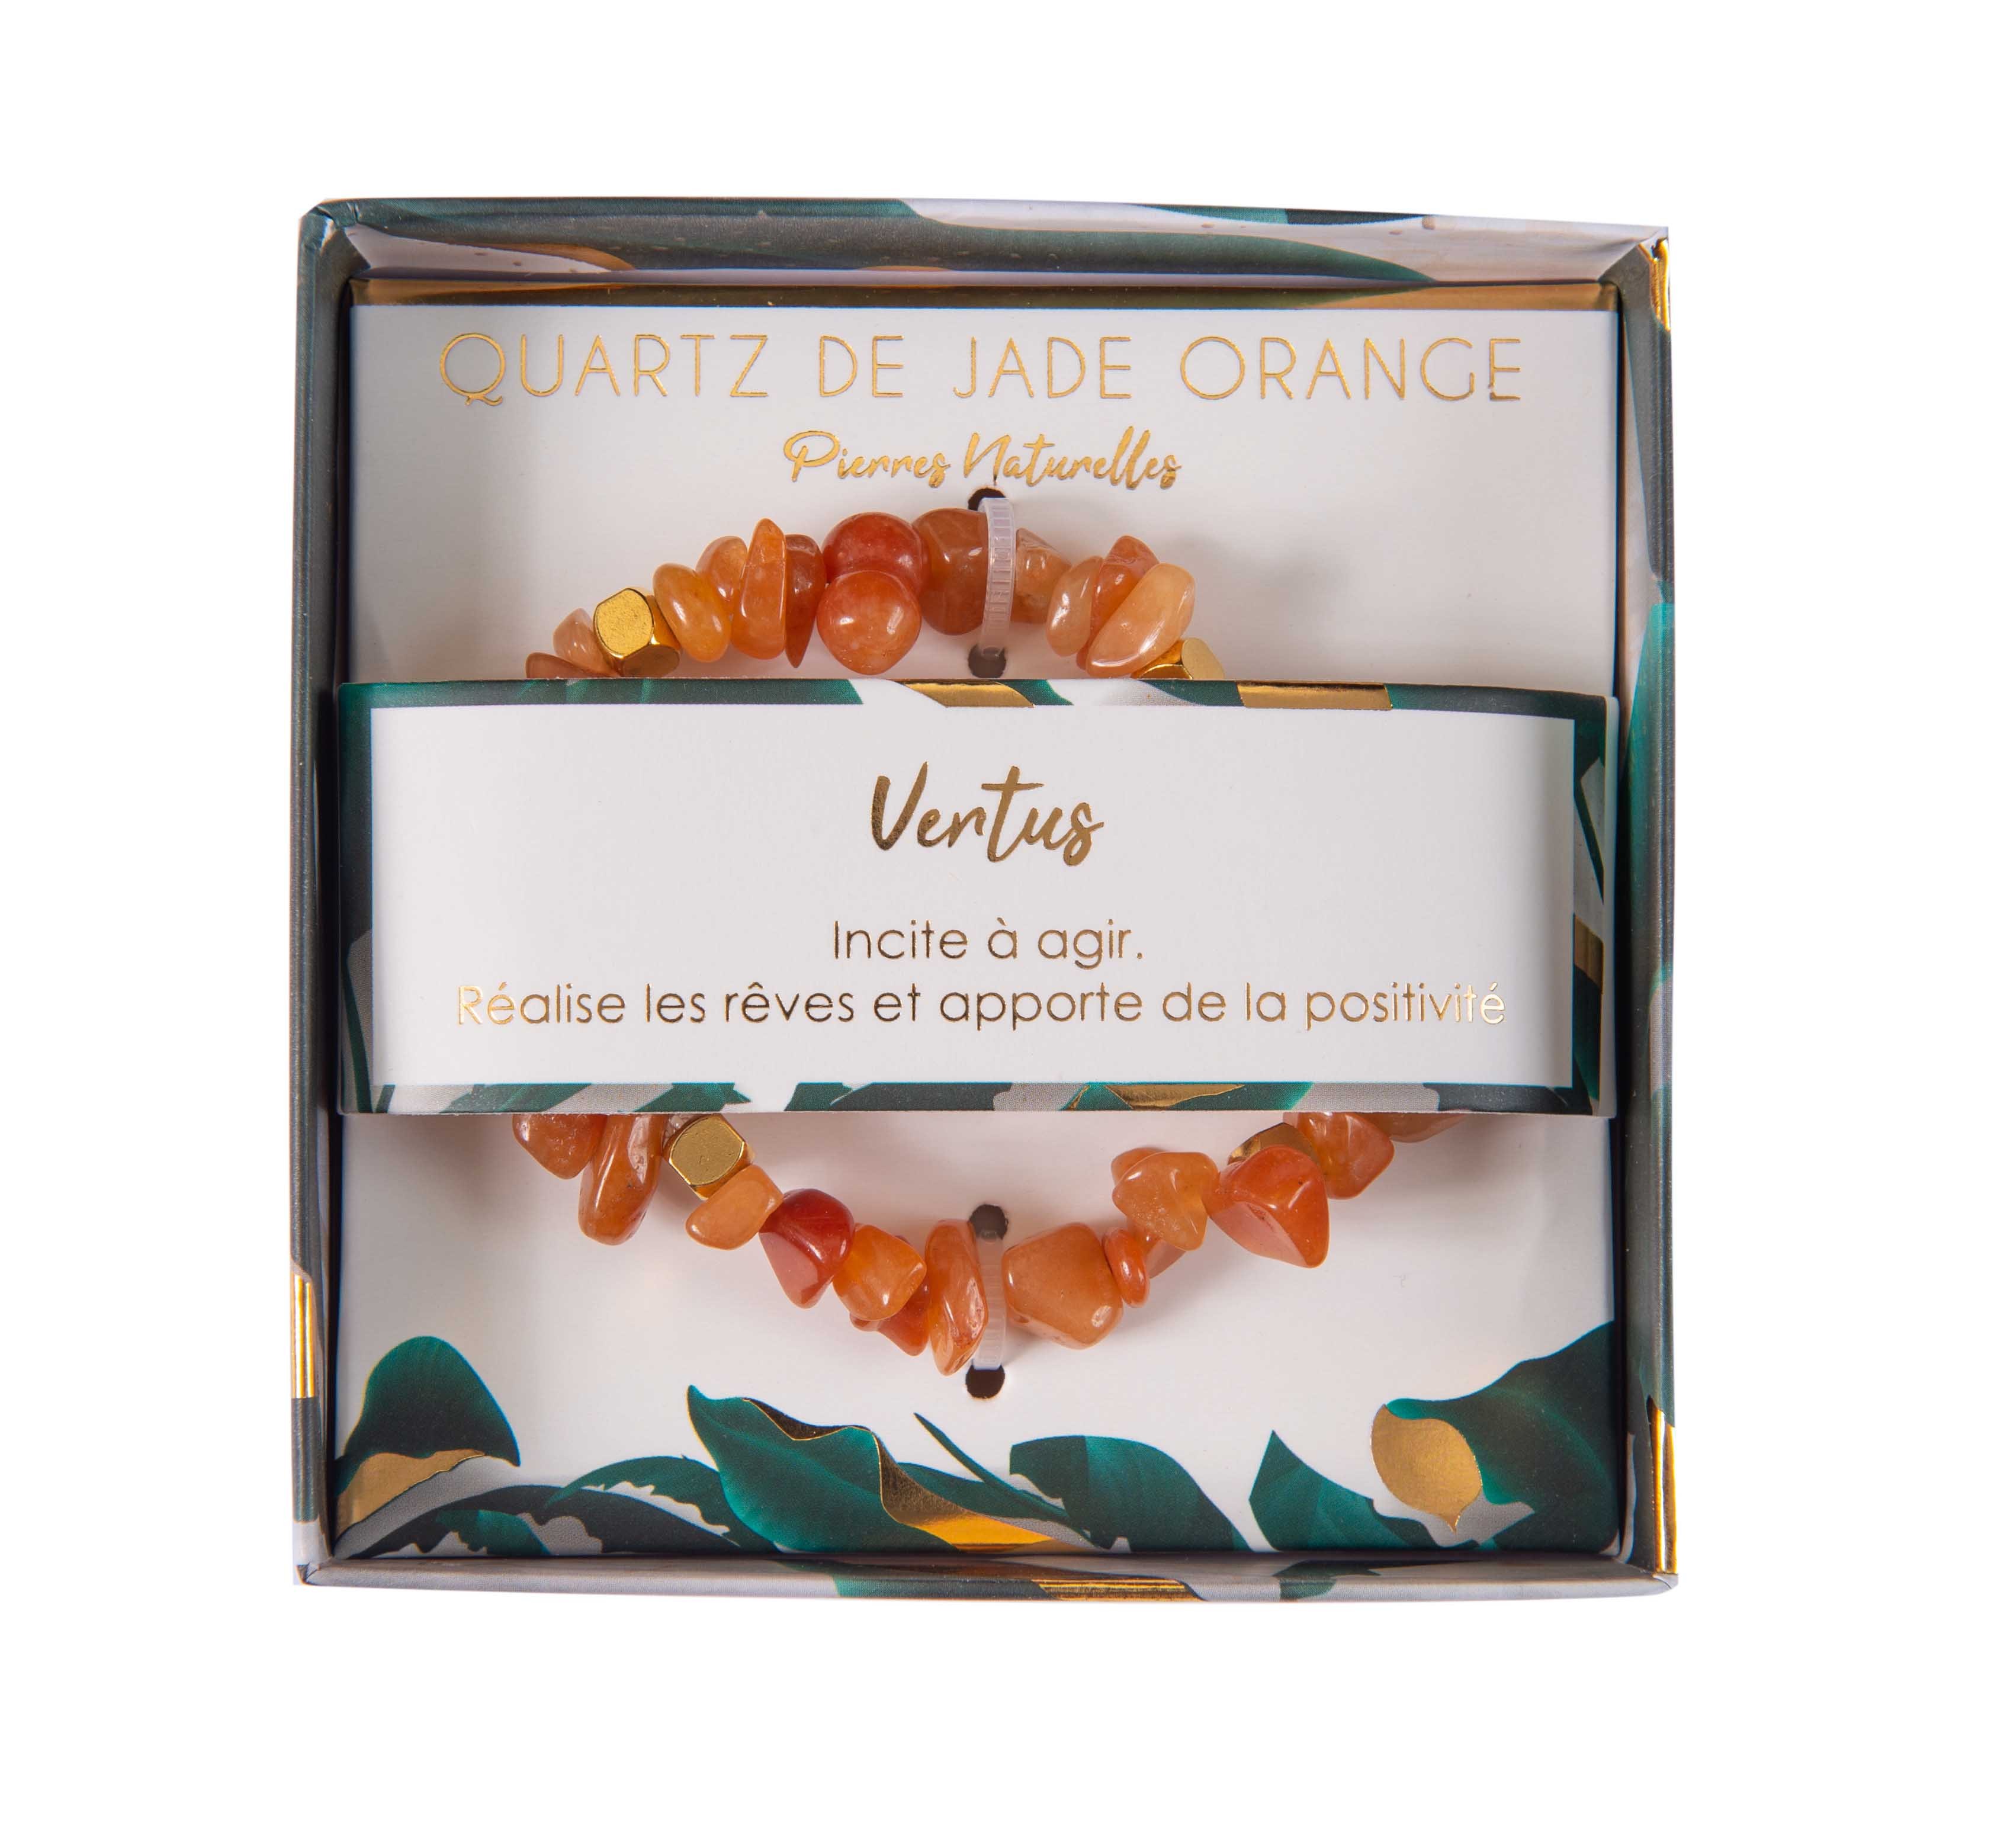 QUARTZ DE JADE ORANGE
Pierres Naturelles
Vertus
Incite à agir.
Réalise les rêves et apporte de la positivité